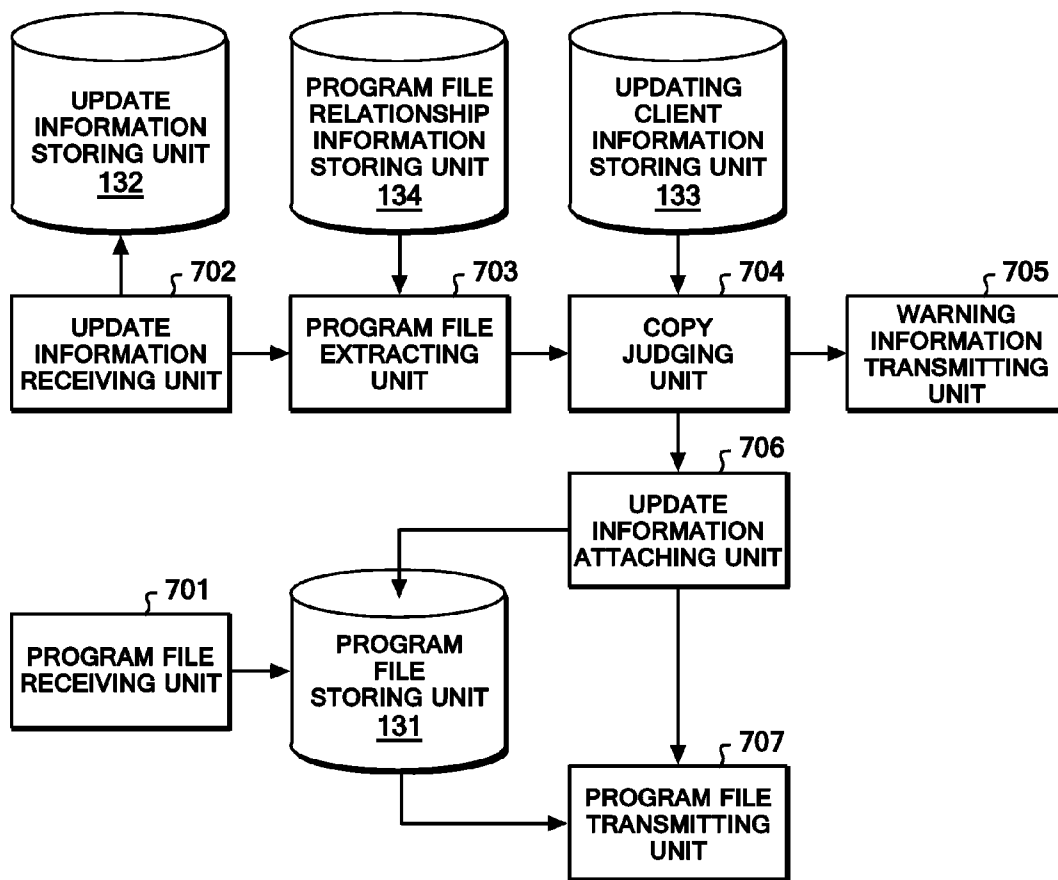 UPDATE
INFORMATION
STORING UNIT
132
PROGRAM FILE
RELATIONSHIP
INFORMATION
STORING UNIT
134
UPDATING
CLIENT
INFORMATION
STORING UNIT
133
702
UPDATE
INFORMATION
RECEIVING UNIT
703
PROGRAM FILE
EXTRACTING
UNIT
704
COPY
JUDGING
UNIT
705
WARNING
INFORMATION
TRANSMITTING
UNIT
706
UPDATE
INFORMATION
ATTACHING UNIT
701
PROGRAM FILE
RECEIVING UNIT
PROGRAM
FILE
STORING UNIT
131
707
PROGRAM FILE
TRANSMITTING
UNIT